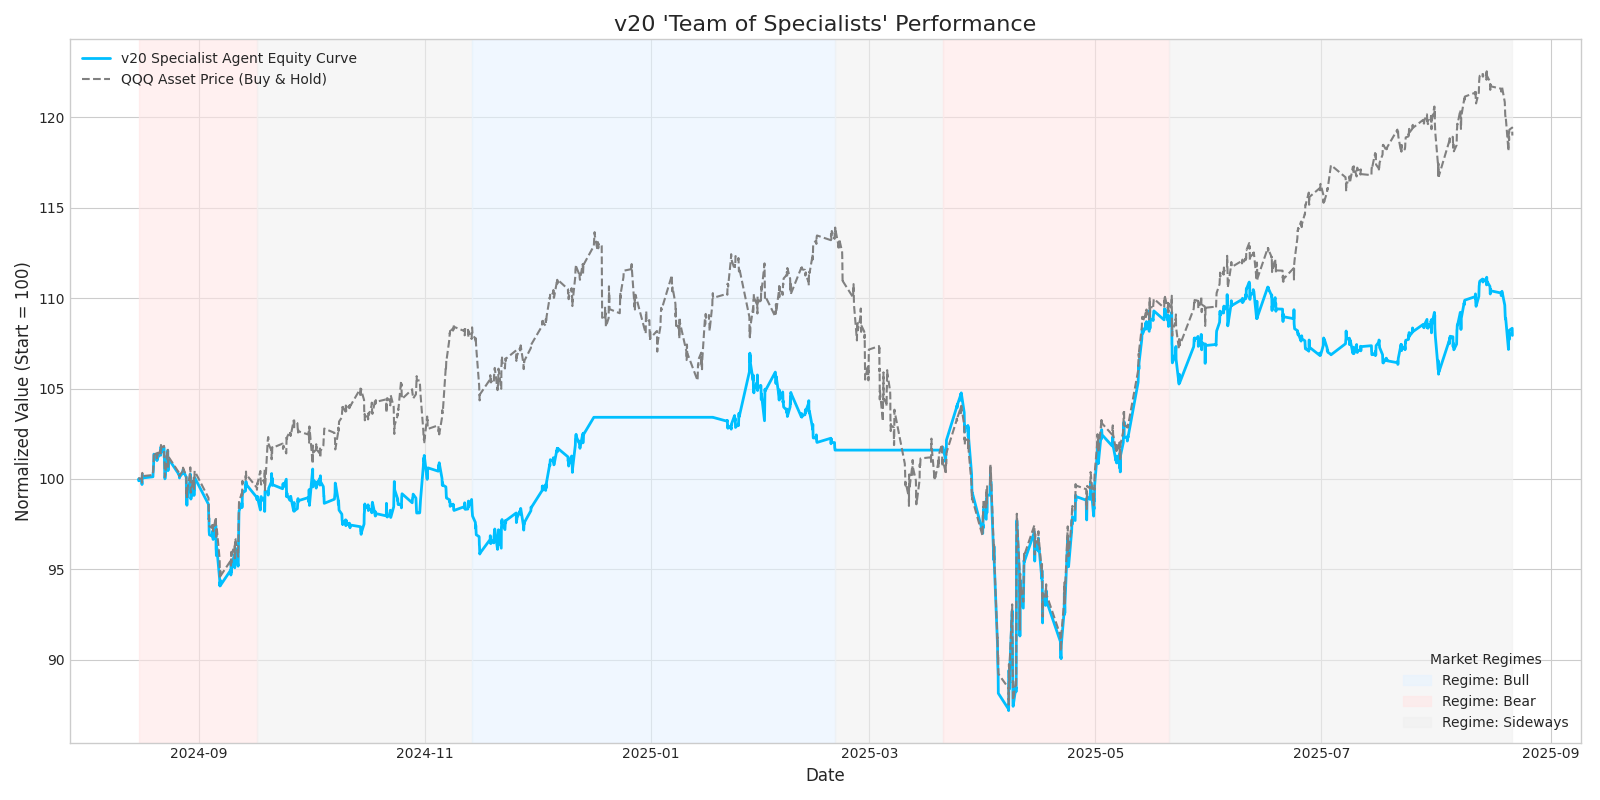 v20 'Team of Specialists' Performance
v20 Specialist Agent Equity Curve
QQQ Asset Price (Buy & Hold)
Normalized Value (Start = 100)
120
115
110
105
100
95
90
Market Regimes
Regime: Bull
Regime: Bear
Regime: Sideways
2024-09
2024-11
2025-01
2025-03
2025-05
2025-07
2025-09
Date